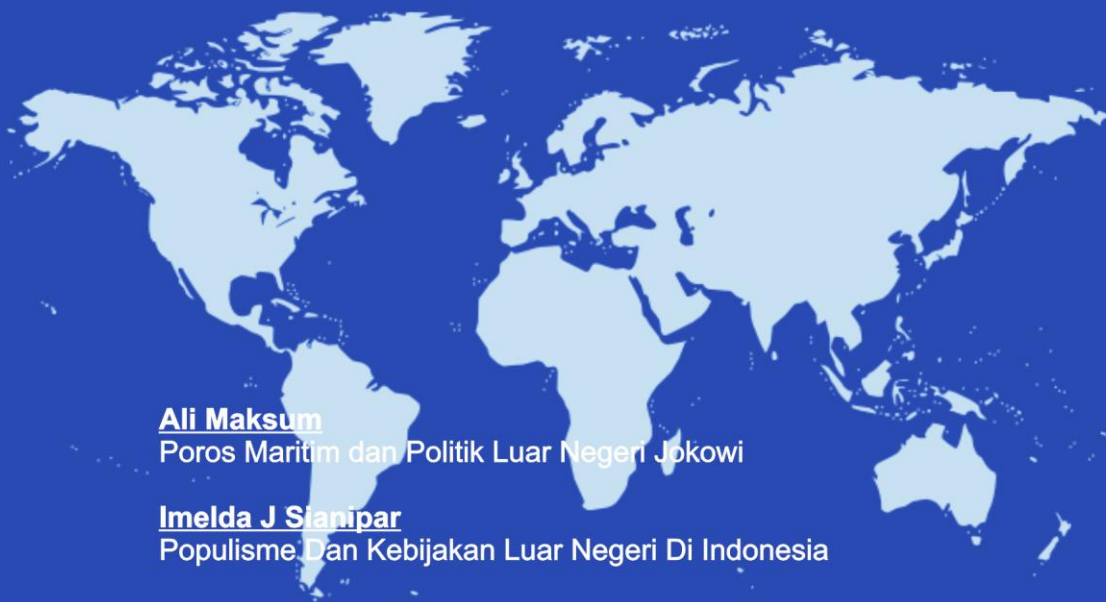 Ali Maksum
Poros Maritim dan Politik Luar Negeri Jokowi
Imelda J Sianipar
Populisme Dan Kebijakan Luar Negeri Di Indonesia